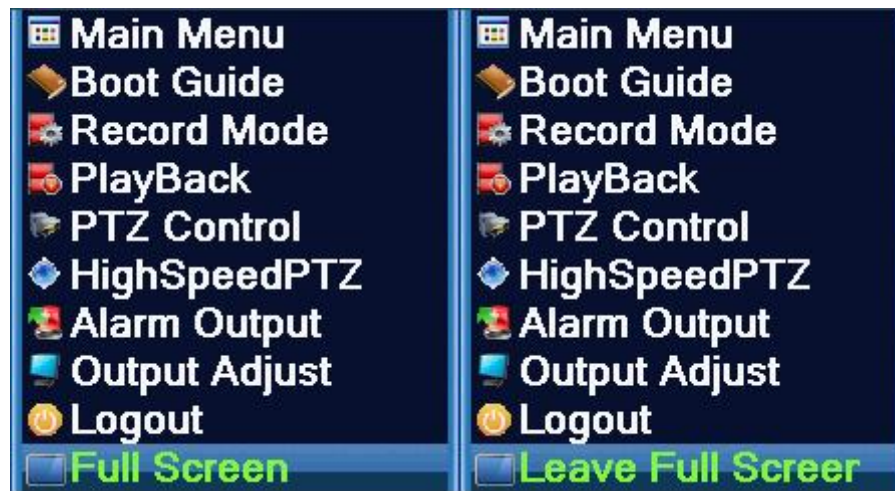 Main Menu
Boot Guide
Record Mode
PlayBack
PTZ Control
HighSpeedPTZ
Alarm Output
Output Adjust
Logout
Full Screen
Main Menu
Boot Guide
Record Mode
PlayBack
PTZ Control
HighSpeedPTZ
Alarm Output
Output Adjust
Logout
Leave Full Screer